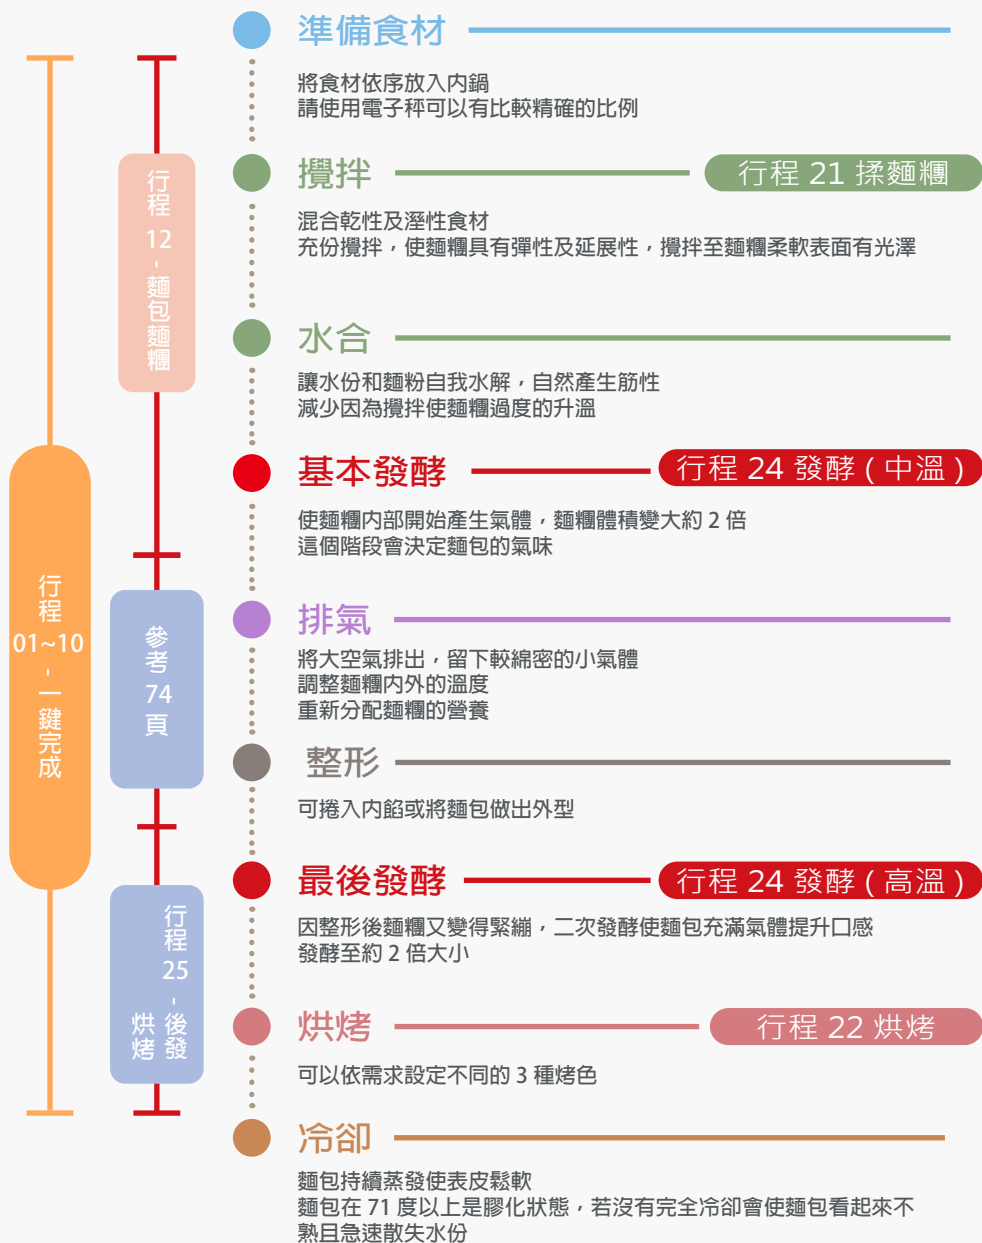 準備食材
將食材依序放入內鍋
請使用電子秤可以有比較精確的比例
攪拌
行程 21 揉麵糰
混合乾性及溼性食材
充份攪拌，使麵糰具有彈性及延展性，攪拌至麵糰柔軟表面有光澤
水合
讓水份和麵粉自我水解，自然產生筋性
減少因為攪拌使麵糰過度的升溫
基本發酵
行程 24 發酵 ( 中溫 )
使麵糰內部開始產生氣體，麵糰體積變大約 2 倍
這個階段會決定麵包的氣味
排氣
將大空氣排出，留下較綿密的小氣體
調整麵糰內外的溫度
重新分配麵糰的營養
整形
可捲入內餡或將麵包做出外型
最後發酵
行程 24 發酵 ( 高溫 )
因整形後麵糰又變得緊繃，二次發酵使麵包充滿氣體提升口感
發酵至約 2 倍大小
烘烤
行程 22 烘烤
可以依需求設定不同的 3 種烤色
冷卻
麵包持續蒸發使表皮鬆軟
麵包在 71 度以上是膠化狀態，若沒有完全冷卻會使麵包看起來不
熟且急速散失水份
行程 01~10 - 一鍵完成
行程 12 - 麵包麵糰
參考 74 頁
行程 25 - 後發
烘烤